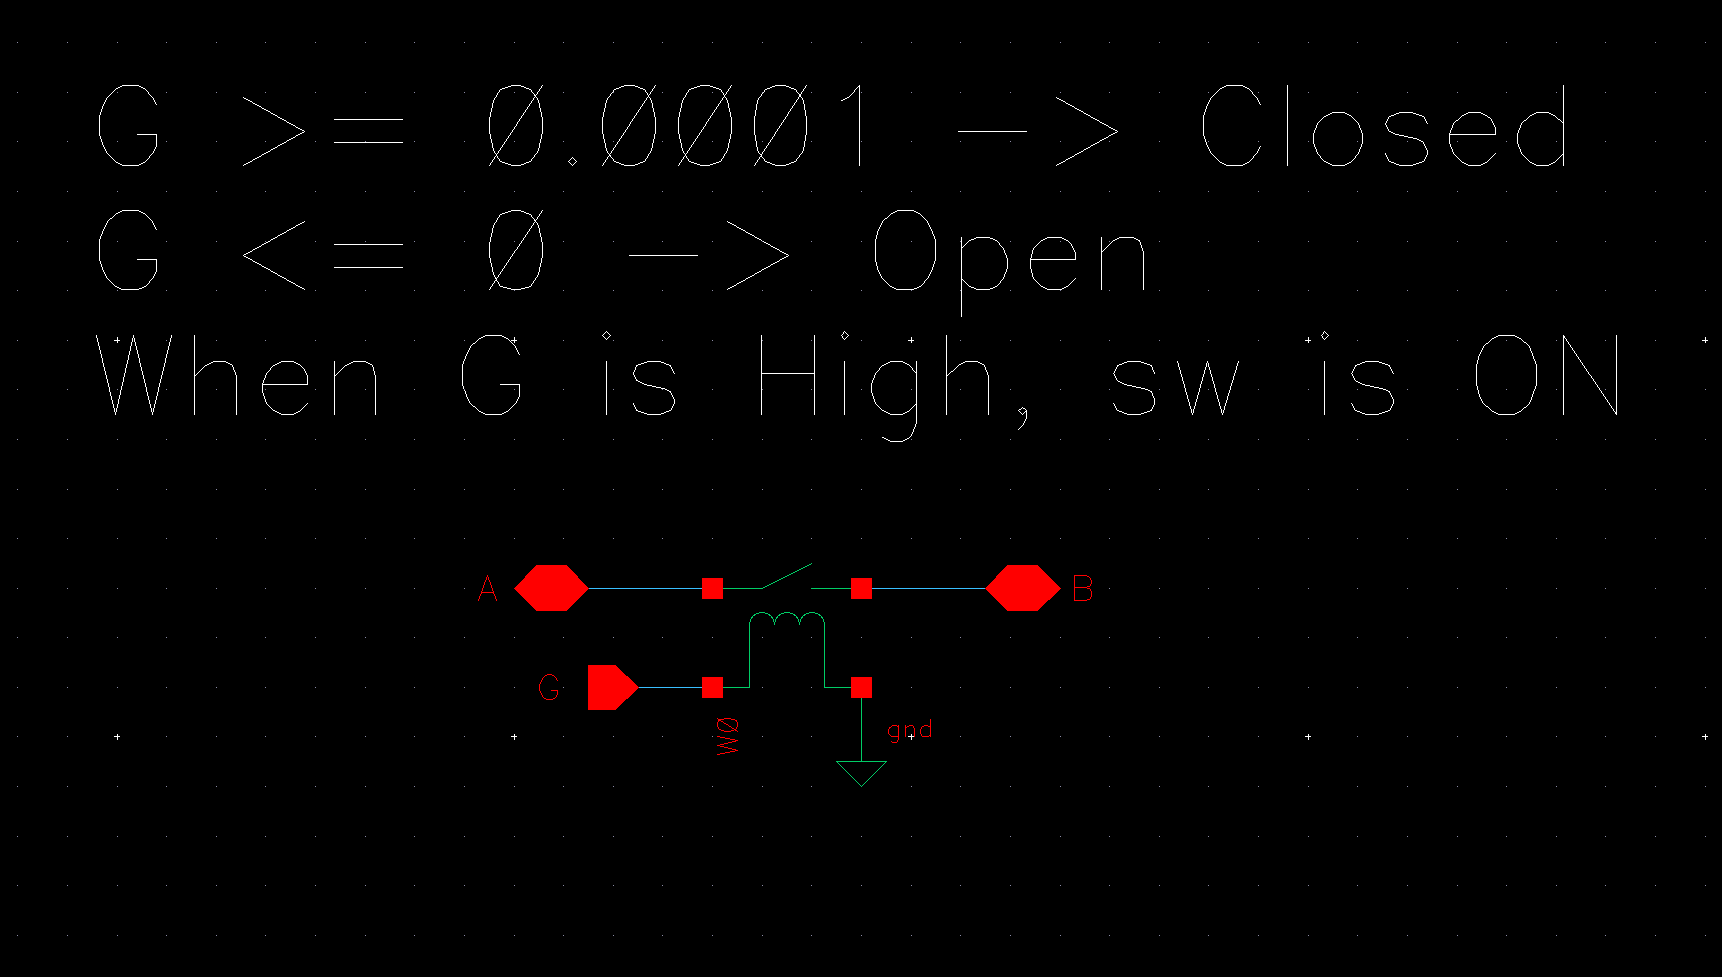 G >= 0.0001 -> Closed
G <= 0 -> Open
When G is High, sw is ON
A
B
G
W0
gnd